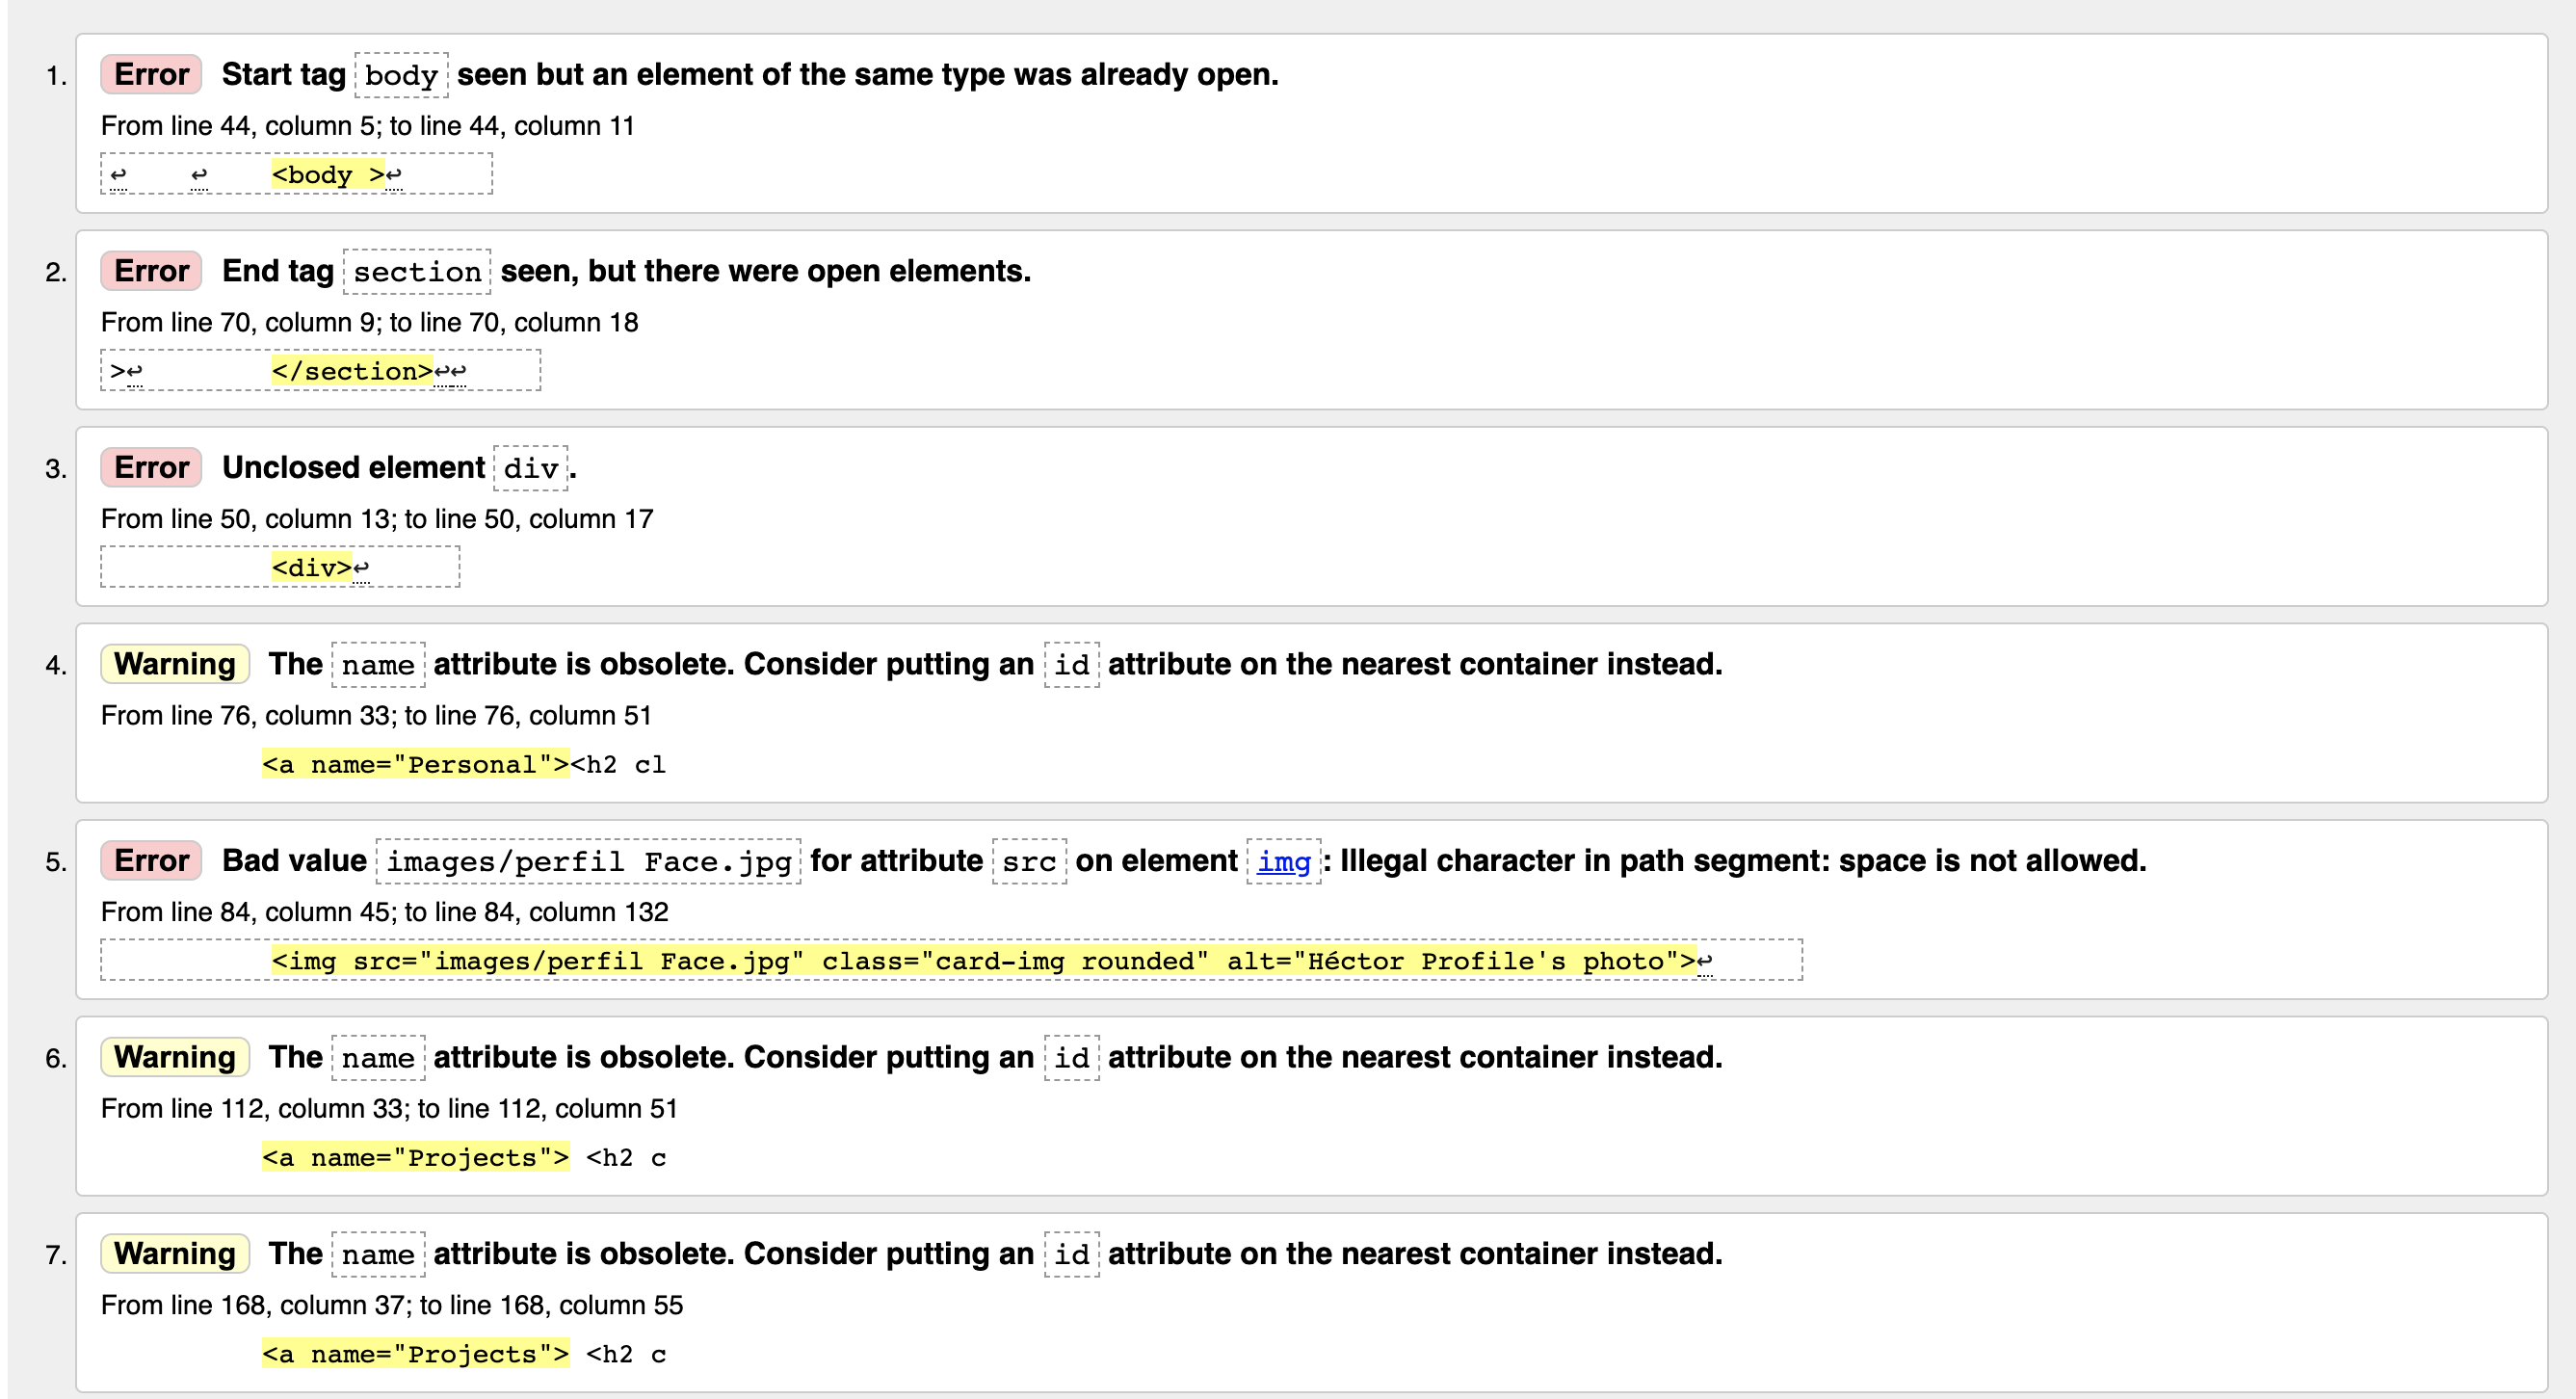 1. Error Start tag body seen but an element of the same type was already open.
From line 44, column 5; to line 44, column 11
↩ ↩ <body >↩
2. Error End tag section seen, but there were open elements.
From line 70, column 9; to line 70, column 18
>↩ </section>↩↩
3. Error Unclosed element div.
From line 50, column 13; to line 50, column 17
<div>↩
4. Warning The name attribute is obsolete. Consider putting an id attribute on the nearest container instead.
From line 76, column 33; to line 76, column 51
<a name="Personal"><h2 cl
5. Error Bad value images/perfil Face.jpg for attribute src on element img: Illegal character in path segment: space is not allowed.
From line 84, column 45; to line 84, column 132
<img src="images/perfil Face.jpg" class="card-img rounded" alt="Héctor Profile's photo">↩
6. Warning The name attribute is obsolete. Consider putting an id attribute on the nearest container instead.
From line 112, column 33; to line 112, column 51
<a name="Projects"> <h2 c
7. Warning The name attribute is obsolete. Consider putting an id attribute on the nearest container instead.
From line 168, column 37; to line 168, column 55
<a name="Projects"> <h2 c